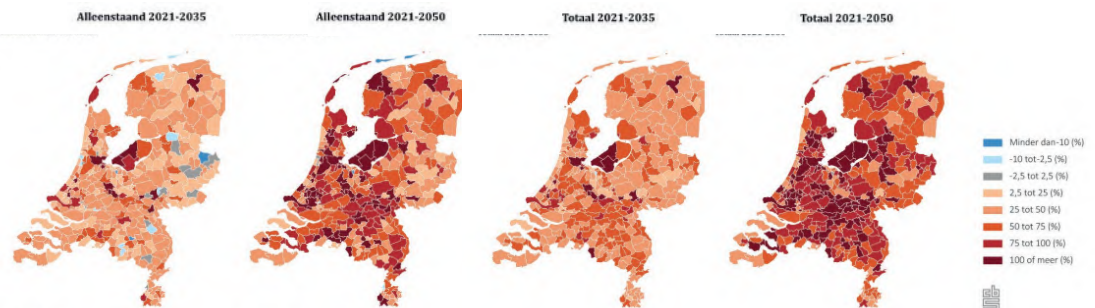 Alleenstaand 2021-2035
Alleenstaand 2021-2050
Totaal 2021-2035
Totaal 2021-2050
Minder dan-10 (%)
-10 tot-2,5 (%)
-2,5 tot 2,5 (%)
2,5 tot 25 (%)
25 tot 50 (%)
50 tot 75 (%)
75 tot 100 (%)
100 of meer (%)